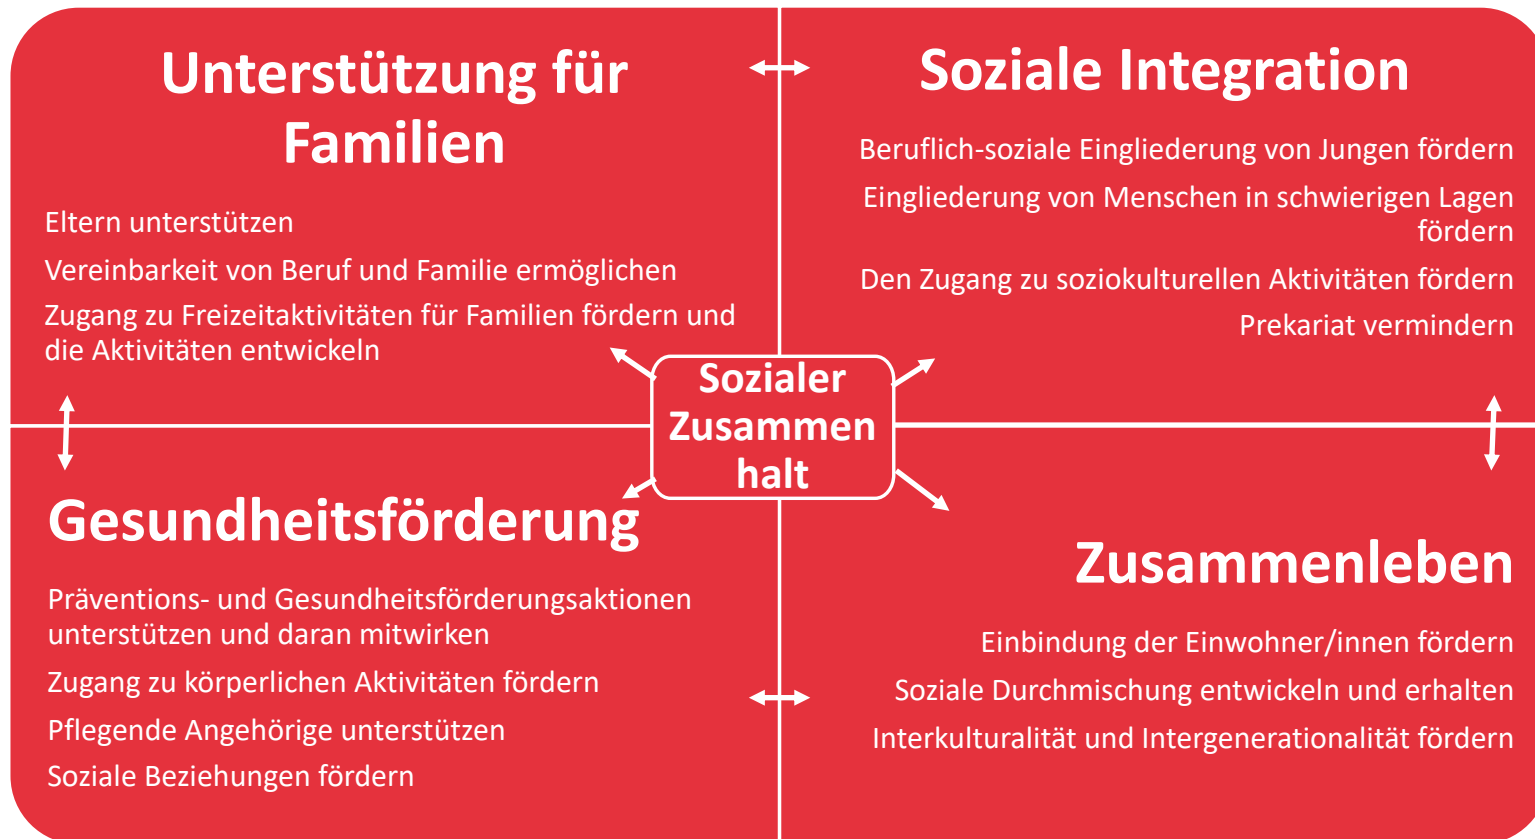 Unterstützung für
Familien
Eltern unterstützen
Vereinbarkeit von Beruf und Familie ermöglichen
Zugang zu Freizeitaktivitäten für Familien fördern und
die Aktivitäten entwickeln
Soziale Integration
Beruflich-soziale Eingliederung von Jungen fördern
Eingliederung von Menschen in schwierigen Lagen
fördern
Den Zugang zu soziokulturellen Aktivitäten fördern
Prekariat vermindern
Sozialer
Zusammen
halt
Gesundheitsförderung
Präventions- und Gesundheitsförderungsaktionen
unterstützen und daran mitwirken
Zugang zu körperlichen Aktivitäten fördern
Pflegende Angehörige unterstützen
Soziale Beziehungen fördern
Zusammenleben
Einbindung der Einwohner/innen fördern
Soziale Durchmischung entwickeln und erhalten
Interkulturalität und Intergenerationalität fördern